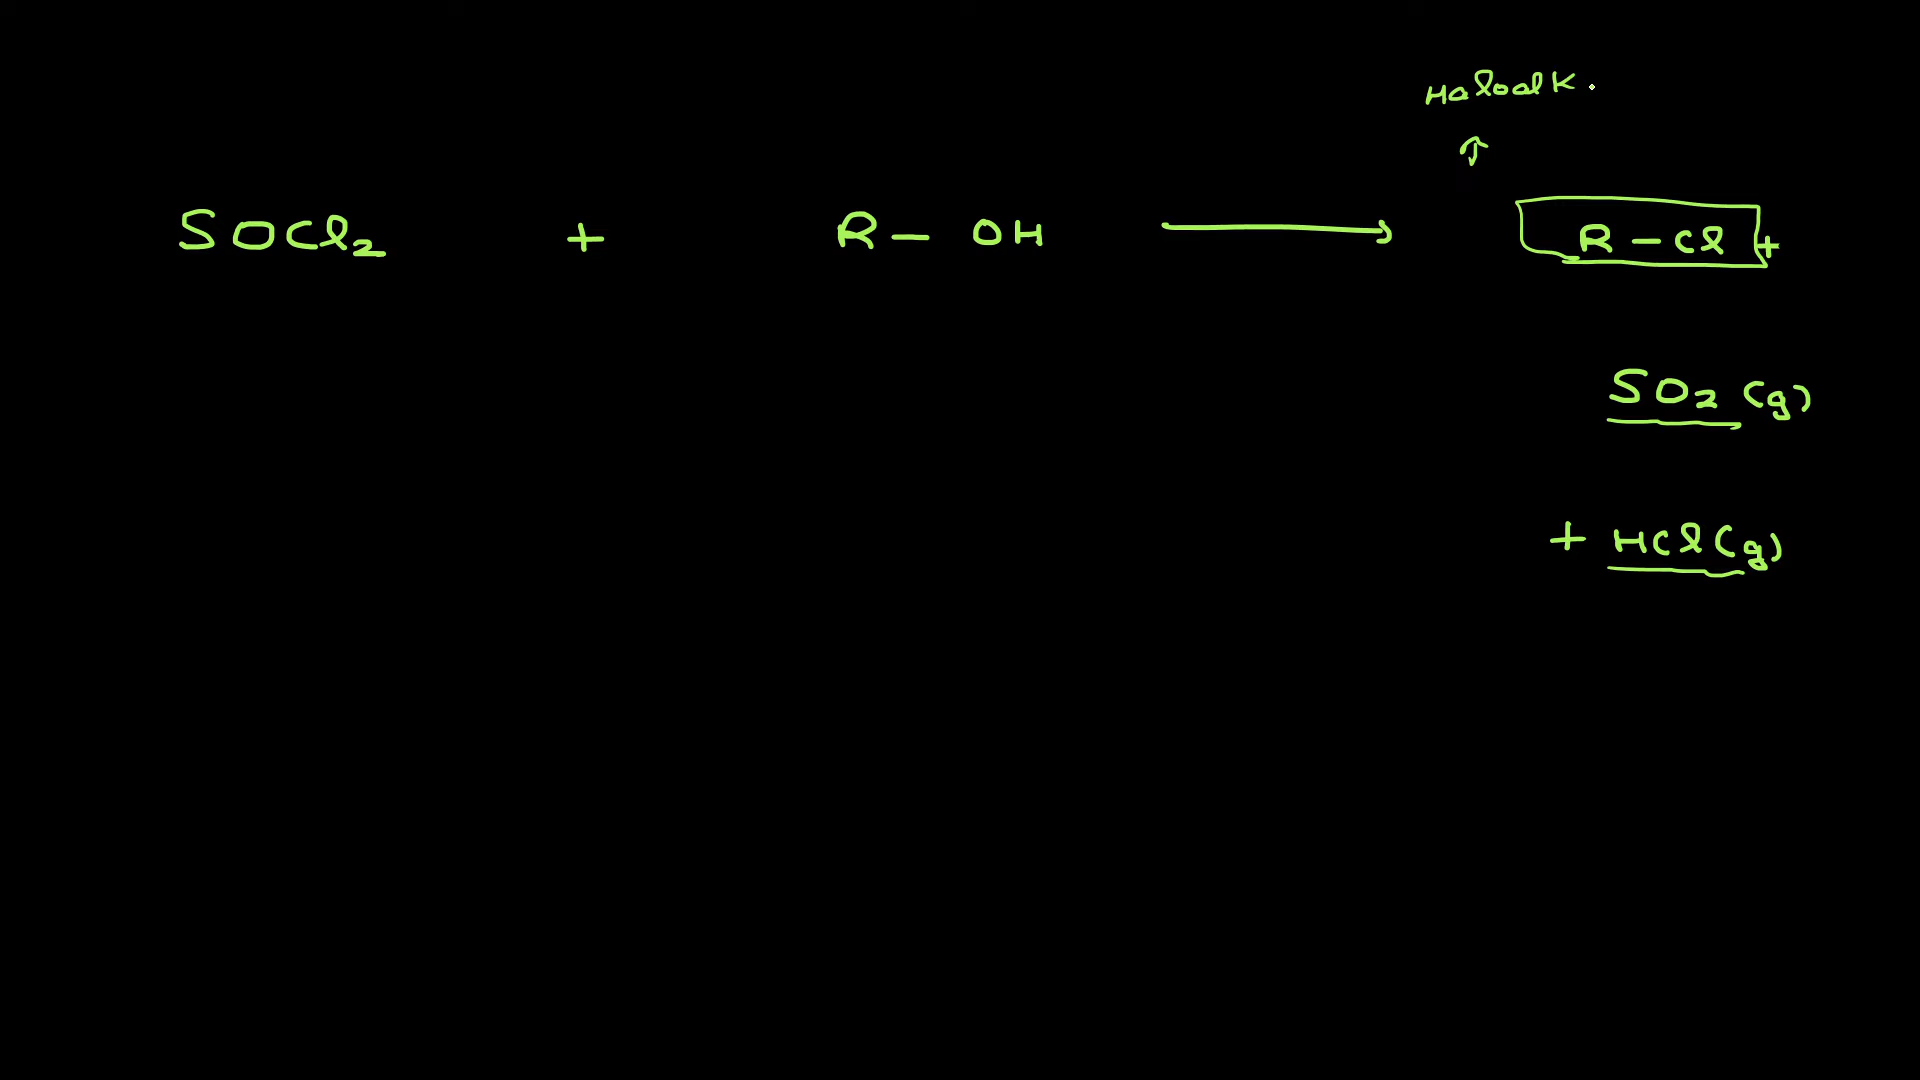 Haloalk.
↑
SOCl₂ + R - OH ⟶ R - Cl +
SO₂ (g)
+ HCl(g)